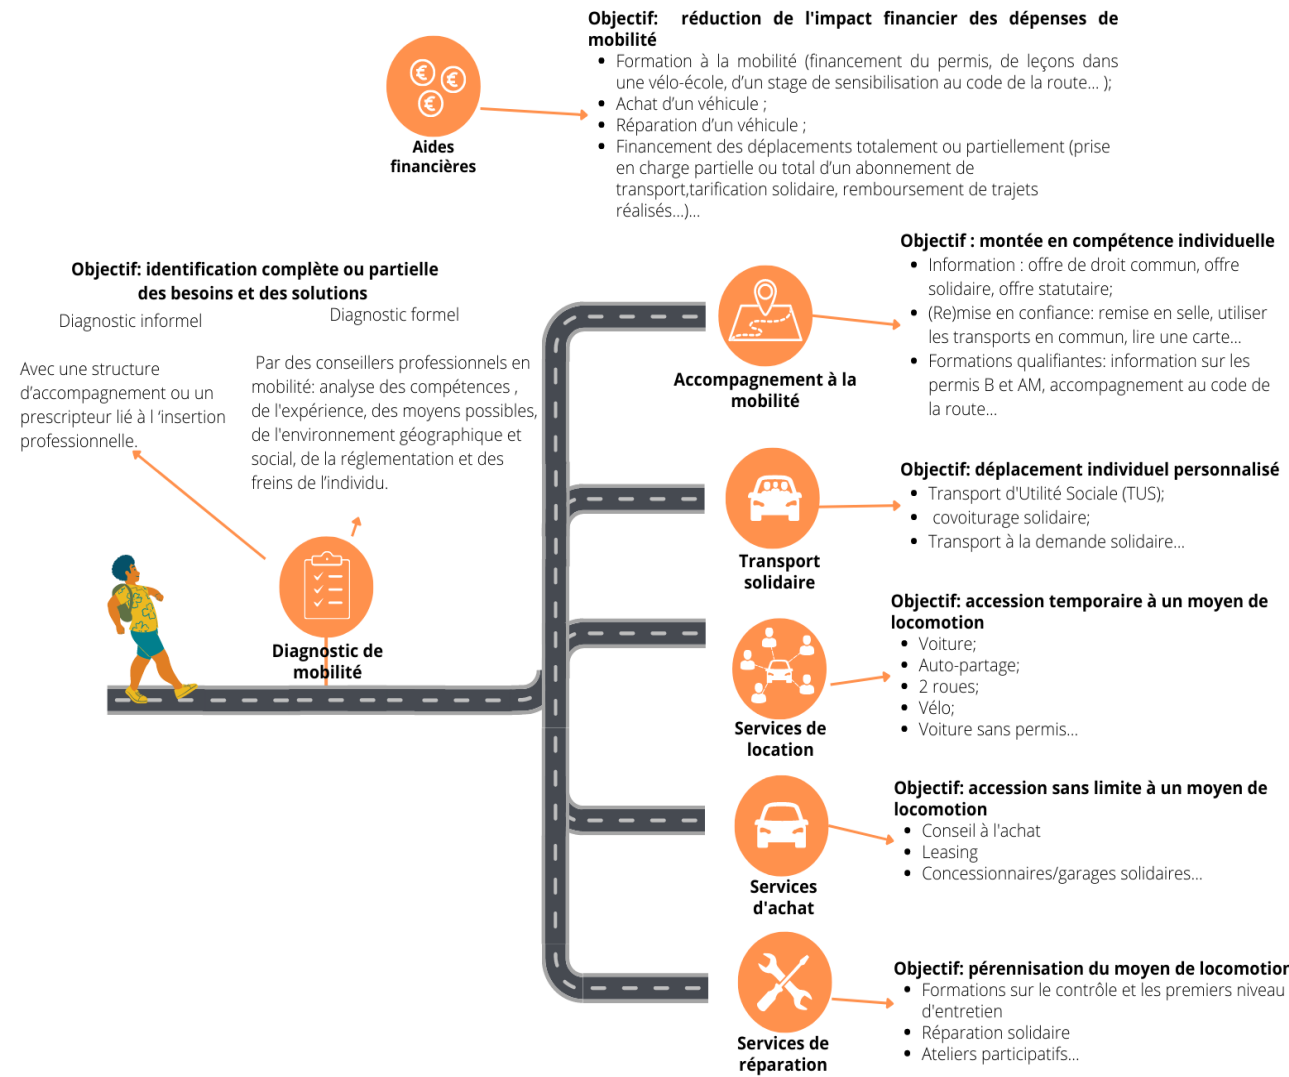 Objectif: réduction de l'impact financier des dépenses de
mobilité
Formation à la mobilité (financement du permis, de leçons dans
une vélo-école, d’un stage de sensibilisation au code de la route... );
Achat d’un véhicule ;
Réparation d’un véhicule ;
Financement des déplacements totalement ou partiellement (prise
en charge partielle ou total d’un abonnement de
transport,tarification solidaire, remboursement de trajets
réalisés...)...
Aides
financières
Objectif: identification complète ou partielle
des besoins et des solutions
Diagnostic informel
Avec une structure
d’accompagnement ou un
prescripteur lié à l ‘insertion
professionnelle.
Diagnostic formel
Par des conseillers professionnels en
mobilité: analyse des compétences ,
de l'expérience, des moyens possibles,
de l'environnement géographique et
social, de la réglementation et des
freins de l’individu.
Diagnostic de
mobilité
Accompagnement à la
mobilité
Objectif : montée en compétence individuelle
Information : offre de droit commun, offre
solidaire, offre statutaire;
(Re)mise en confiance: remise en selle, utiliser
les transports en commun, lire une carte...
Formations qualifiantes: information sur les
permis B et AM, accompagnement au code de
la route...
Transport
solidaire
Objectif: déplacement individuel personnalisé
Transport d'Utilité Sociale (TUS);
covoiturage solidaire;
Transport à la demande solidaire...
Services de
location
Objectif: accession temporaire à un moyen de
locomotion
Voiture;
Auto-partage;
2 roues;
Vélo;
Voiture sans permis...
Services
d'achat
Objectif: accession sans limite à un moyen de
locomotion
Conseil à l'achat
Leasing
Concessionnaires/garages solidaires...
Services de
réparation
Objectif: pérennisation du moyen de locomotion
Formations sur le contrôle et les premiers niveau
d'entretien
Réparation solidaire
Ateliers participatifs...